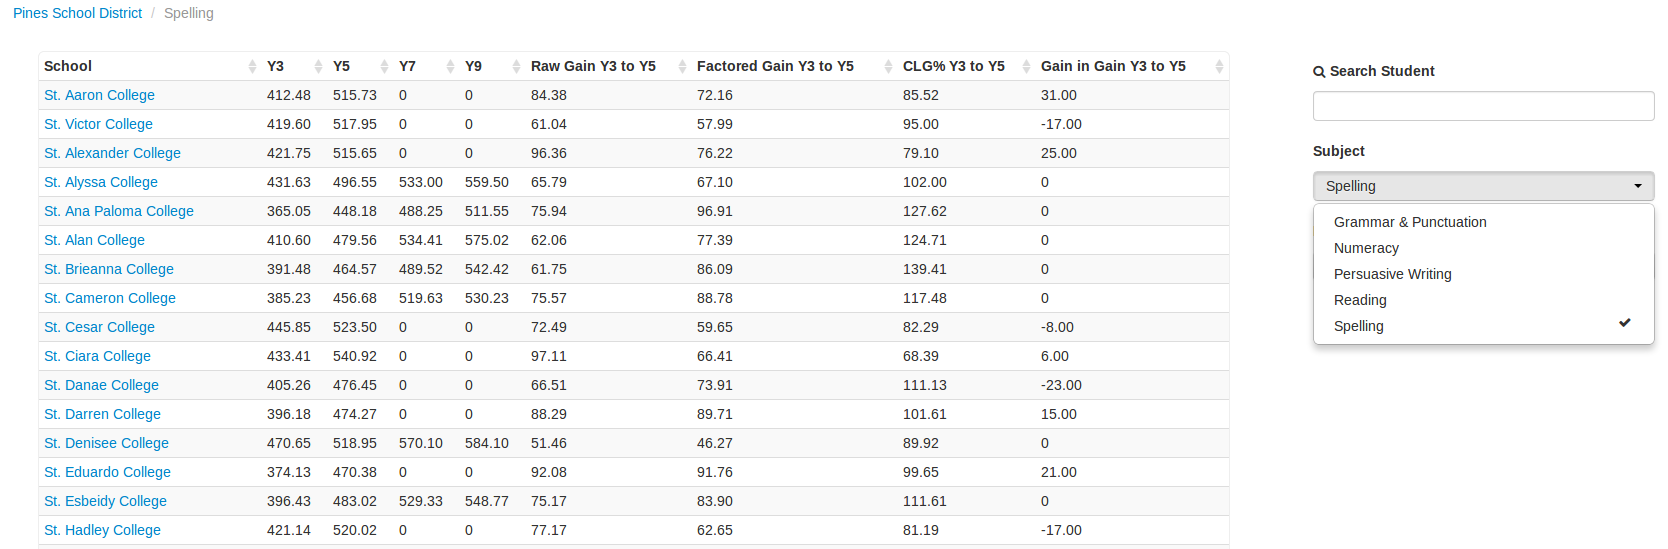 Pines School District / Spelling
School Y3 Y5 Y7 Y9 Raw Gain Y3 to Y5 Factored Gain Y3 to Y5 CLG% Y3 to Y5 Gain in Gain Y3 to Y5
St. Aaron College 412.48 515.73 0 0 84.38 72.16 85.52 31.00
St. Victor College 419.60 517.95 0 0 61.04 57.99 95.00 -17.00
St. Alexander College 421.75 515.65 0 0 96.36 76.22 79.10 25.00
St. Alyssa College 431.63 496.55 533.00 559.50 65.79 67.10 102.00 0
St. Ana Paloma College 365.05 448.18 488.25 511.55 75.94 96.91 127.62 0
St. Alan College 410.60 479.56 534.41 575.02 62.06 77.39 124.71 0
St. Brieanna College 391.48 464.57 489.52 542.42 61.75 86.09 139.41 0
St. Cameron College 385.23 456.68 519.63 530.23 75.57 88.78 117.48 0
St. Cesar College 445.85 523.50 0 0 72.49 59.65 82.29 -8.00
St. Ciara College 433.41 540.92 0 0 97.11 66.41 68.39 6.00
St. Danae College 405.26 476.45 0 0 66.51 73.91 111.13 -23.00
St. Darren College 396.18 474.27 0 0 88.29 89.71 101.61 15.00
St. Denisee College 470.65 518.95 570.10 584.10 51.46 46.27 89.92 0
St. Eduardo College 374.13 470.38 0 0 92.08 91.76 99.65 21.00
St. Esbeidy College 396.43 483.02 529.33 548.77 75.17 83.90 111.61 0
St. Hadley College 421.14 520.02 0 0 77.17 62.65 81.19 -17.00
Search Student
Subject
Spelling
Grammar & Punctuation
Numeracy
Persuasive Writing
Reading
Spelling